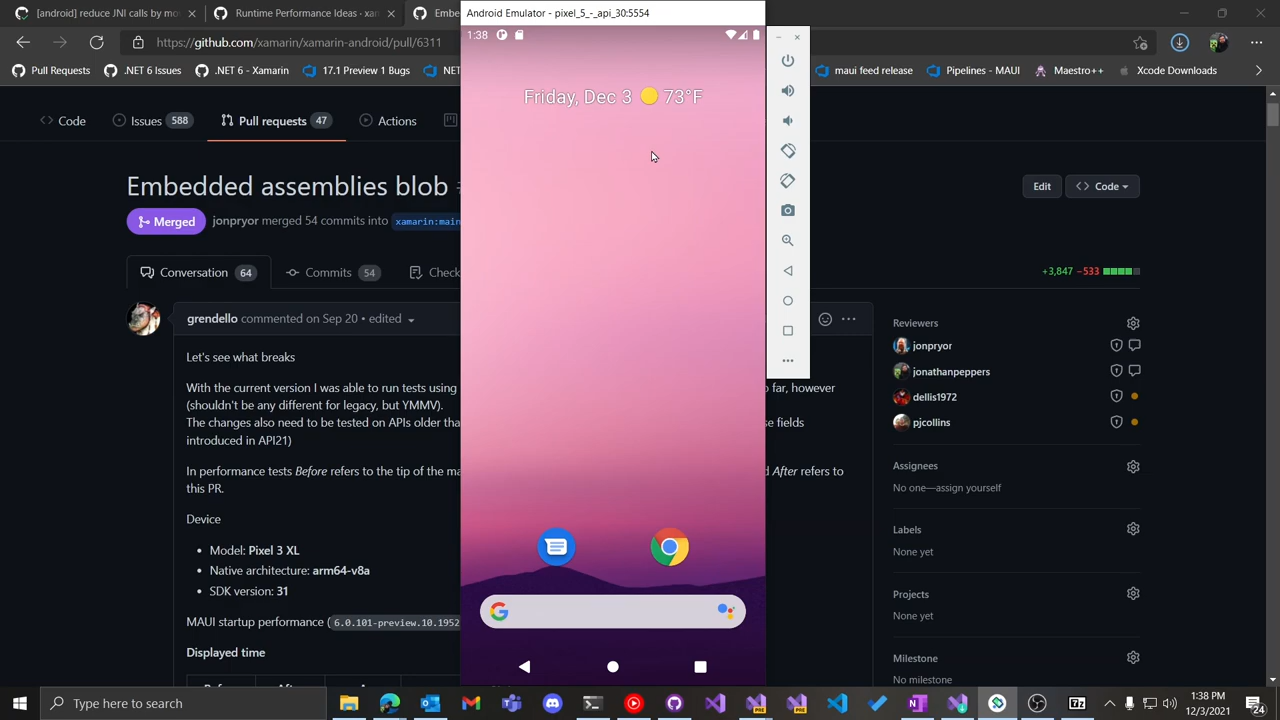 [android] reduce JNI calls by mov
Runtime Performance Ideas · xam
Embe
Android Emulator - pixel_5_-_api_30:5554
https://github.com/xamarin/xamarin-android/pull/6311
Pull Requests
.NET 6 Issues
.NET 6 - Xamarin
17.1 Preview 1 Bugs
.NET
maui feed release
Pipelines - MAUI
Maestro++
Xcode Downloads
1:38
Friday, Dec 3
73°F
Code
Issues 588
Pull requests 47
Actions
Embedded assemblies blob
Edit
Code
Merged
jonpryor merged 54 commits into
xamarin:main
Conversation 64
Commits 54
Check
+3,847 −533
grendello commented on Sep 20 • edited
Let's see what breaks
With the current version I was able to run tests using
far, however
(shouldn't be any different for legacy, but YMMV).
The changes also need to be tested on APIs older tha
se fields
introduced in API21)
In performance tests Before refers to the tip of the ma
d After refers to
this PR.
Device
• Model: Pixel 3 XL
• Native architecture: arm64-v8a
• SDK version: 31
MAUI startup performance ( 6.0.101-preview.10.1952
Displayed time
Reviewers
jonpryor
jonathanpeppers
dellis1972
pjcollins
Assignees
No one—assign yourself
Labels
None yet
Projects
None yet
Milestone
No milestone
Type here to search
PRE
PRE
7Z
1:38 PM
12/3/2021
24